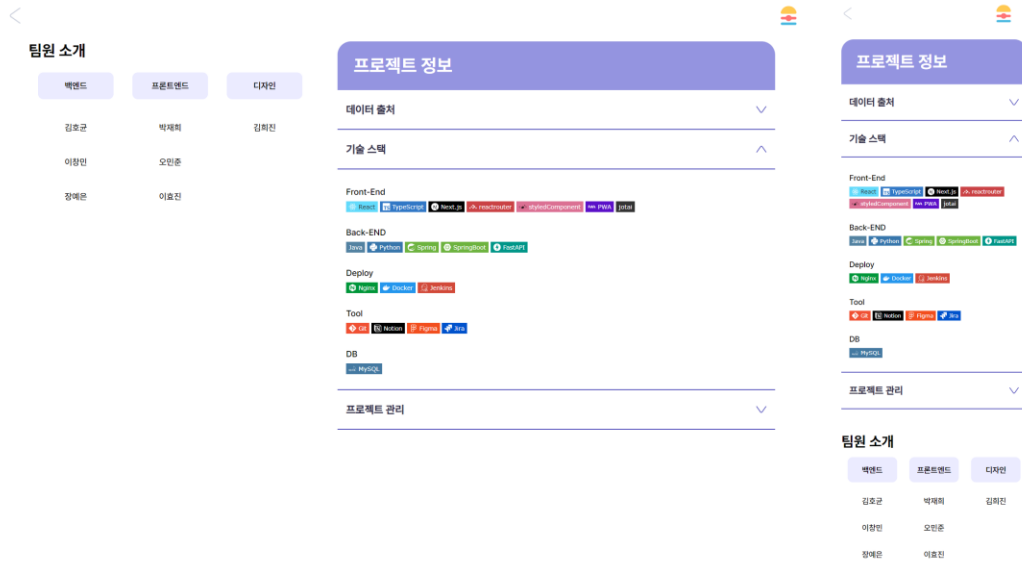 팀원 소개
백엔드 프론트엔드 디자인
김호균 박재희 김희진
이창민 오민준
장예은 이효진
프로젝트 정보
데이터 출처
기술 스택
Front-End
React TypeScript Next.js reactrouter styledComponent PWA jotai
Back-END
Java Python Spring SpringBoot FastAPI
Deploy
Nginx Docker Jenkins
Tool
Git Notion Figma Jira
DB
MySQL
프로젝트 관리
프로젝트 정보
데이터 출처
기술 스택
Front-End
React TypeScript Next.js reactrouter
styledComponent PWA jotai
Back-END
Java Python Spring SpringBoot FastAPI
Deploy
Nginx Docker Jenkins
Tool
Git Notion Figma Jira
DB
MySQL
프로젝트 관리
팀원 소개
백엔드 프론트엔드 디자인
김호균 박재희 김희진
이창민 오민준
장예은 이효진